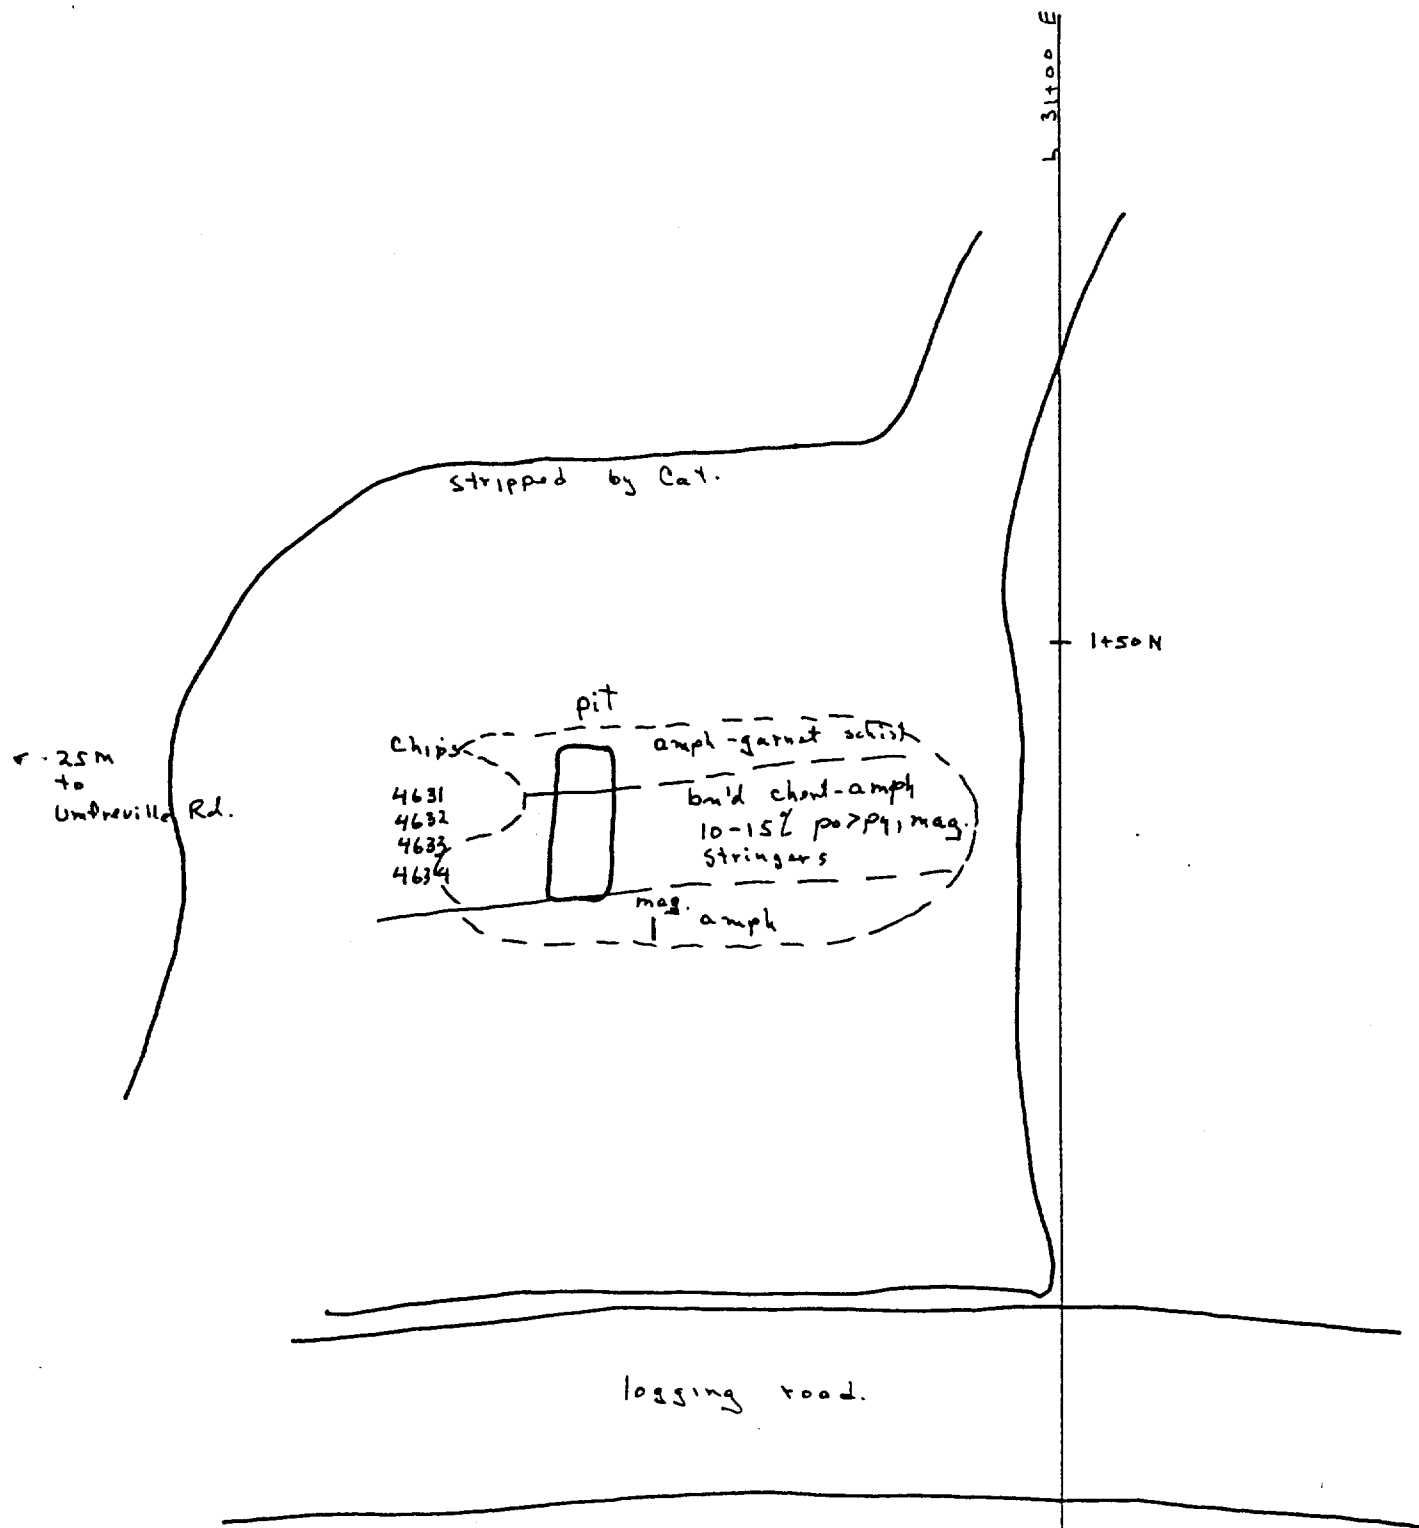 L 31+00 E
stripped by Cat.
1+50 N
pit
Chips
amph-garnet schist
25 M
to
Umfreville Rd.
4631
4632
4633
4634
bn'd chert-amph
10-15% po>py, mag.
stringers
mag.
amph
logging road.